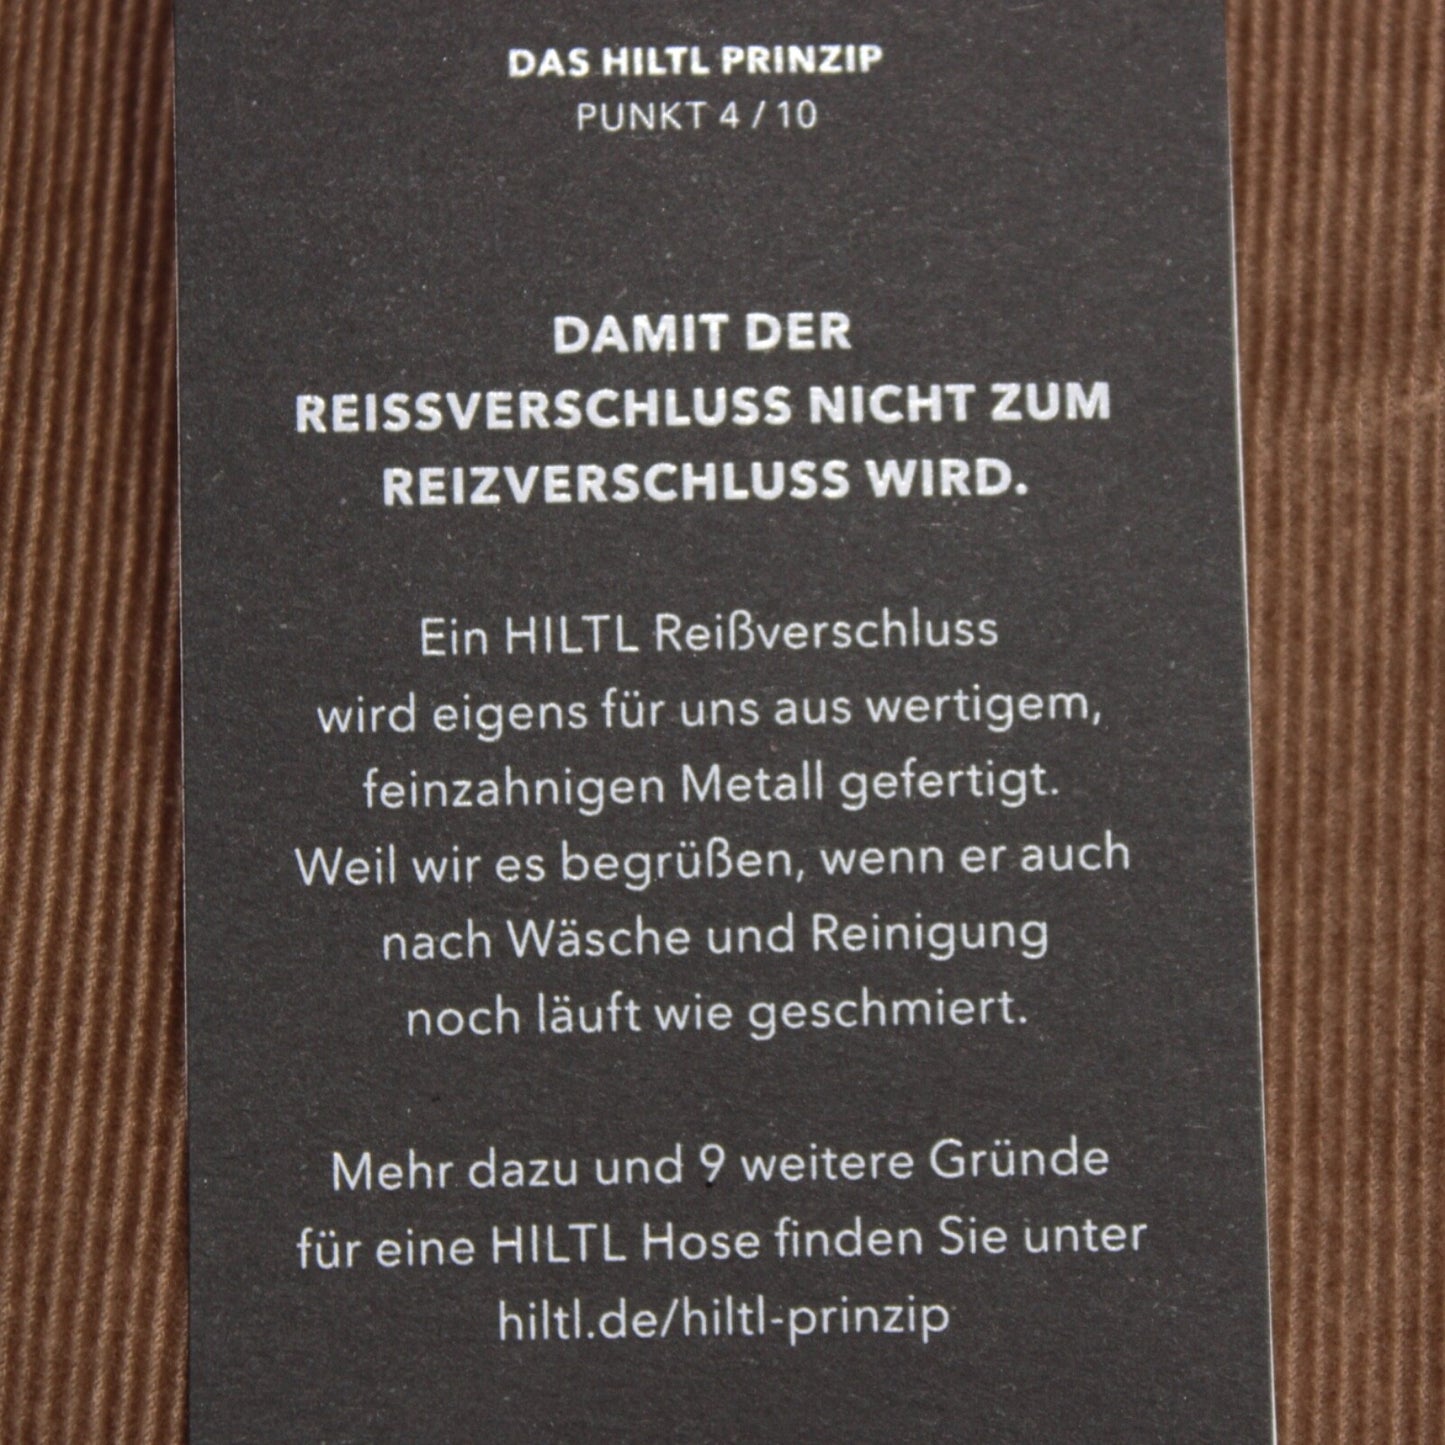 DAS HILTL PRINZIP
PUNKT 4 / 10
DAMIT DER
REISSVERSCHLUSS NICHT ZUM
REIZVERSCHLUSS WIRD.
Ein HILTL Reißverschluss
wird eigens für uns aus wertigem,
feinzahnigen Metall gefertigt.
Weil wir es begrüßen, wenn er auch
nach Wäsche und Reinigung
noch läuft wie geschmiert.
Mehr dazu und 9 weitere Gründe
für eine HILTL Hose finden Sie unter
hiltl.de/hiltl-prinzip